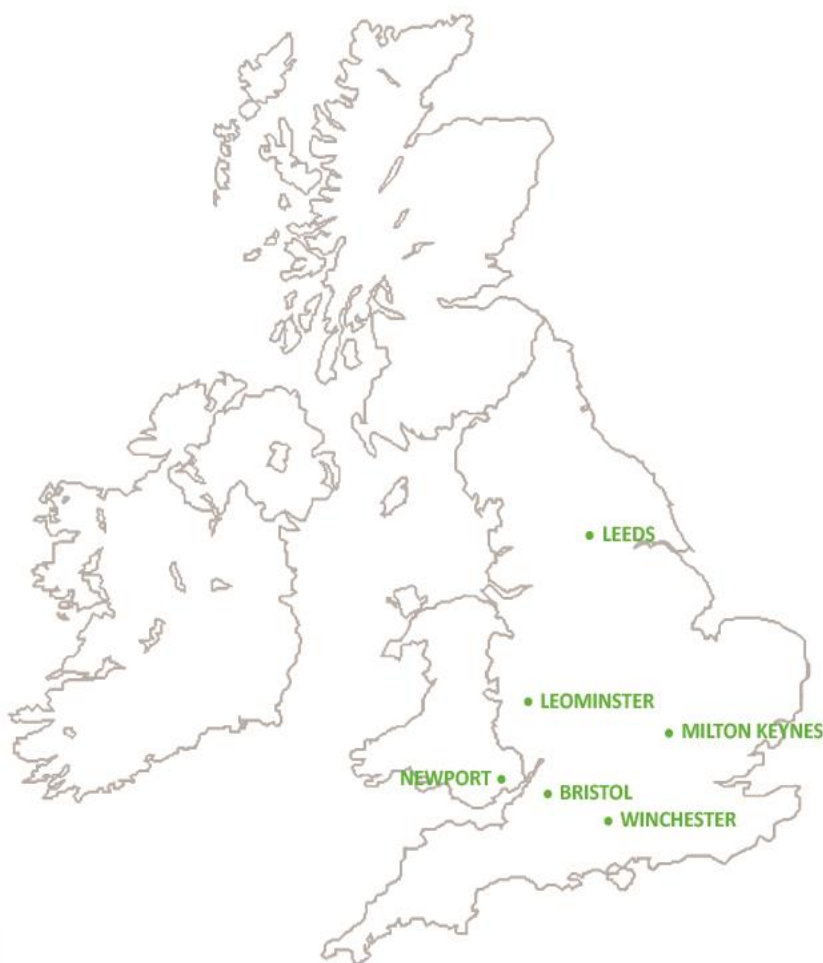 LEEDS
LEOMINSTER
MILTON KEYNES
NEWPORT
BRISTOL
WINCHESTER